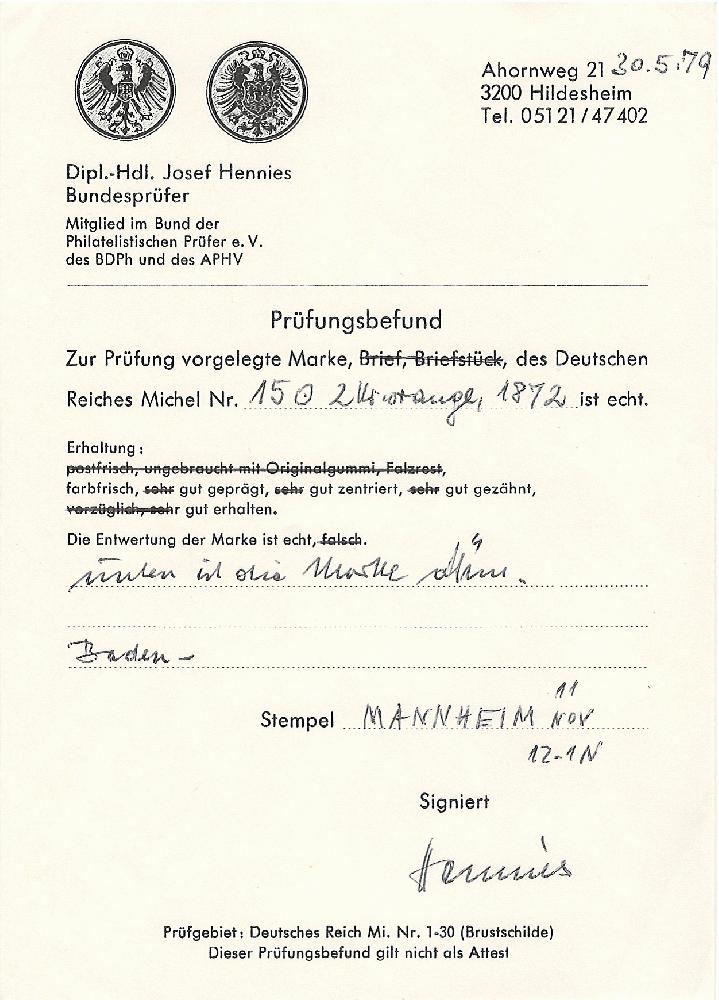 Ahornweg 21 30.5.79
3200 Hildesheim
Tel. 05121/47402
Dipl.-Hdl. Josef Hennies
Bundesprüfer
Mitglied im Bund der
Philatelistischen Prüfer e. V.
des BDPh und des APHV
Prüfungsbefund
Zur Prüfung vorgelegte Marke, Brief, Briefstück, des Deutschen
Reiches Michel Nr. 15 2 Kr orange, 1872 ist echt.
Erhaltung:
postfrisch, ungebraucht mit Originalgummi, Falzrest,
farbfrisch, sehr gut geprägt, sehr gut zentriert, sehr gut gezähnt,
vorzüglich, sehr gut erhalten.
Die Entwertung der Marke ist echt, falsch.
unten ist die Marke dünn.
Baden –
Stempel MANNHEIM 11 NOV
12-1N
Signiert
Hennies
Prüfgebiet: Deutsches Reich Mi. Nr. 1-30 (Brustschilde)
Dieser Prüfungsbefund gilt nicht als Attest